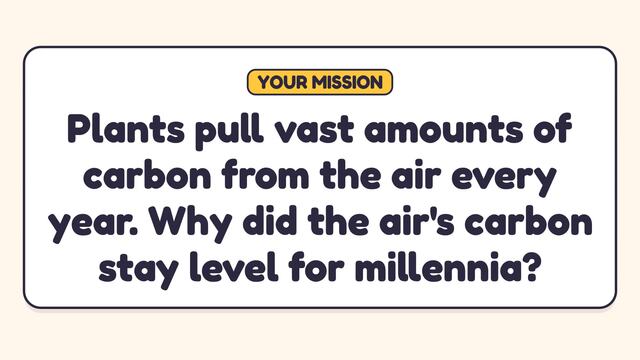 YOUR MISSION
Plants pull vast amounts of
carbon from the air every
year. Why did the air's carbon
stay level for millennia?